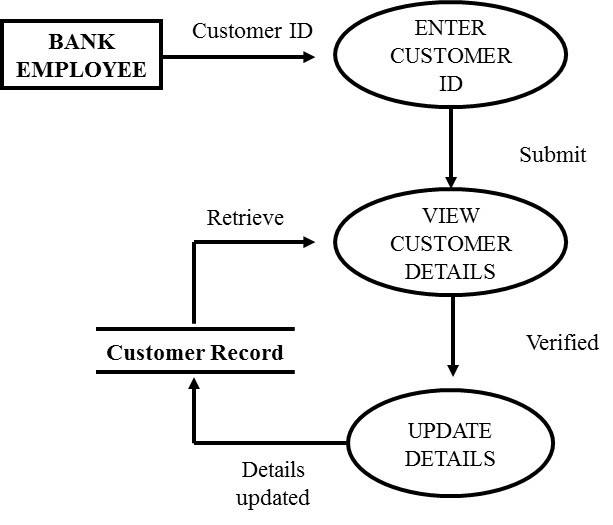 BANK
EMPLOYEE
Customer ID
ENTER
CUSTOMER
ID
Submit
VIEW
CUSTOMER
DETAILS
Retrieve
Customer Record
Verified
UPDATE
DETAILS
Details
updated